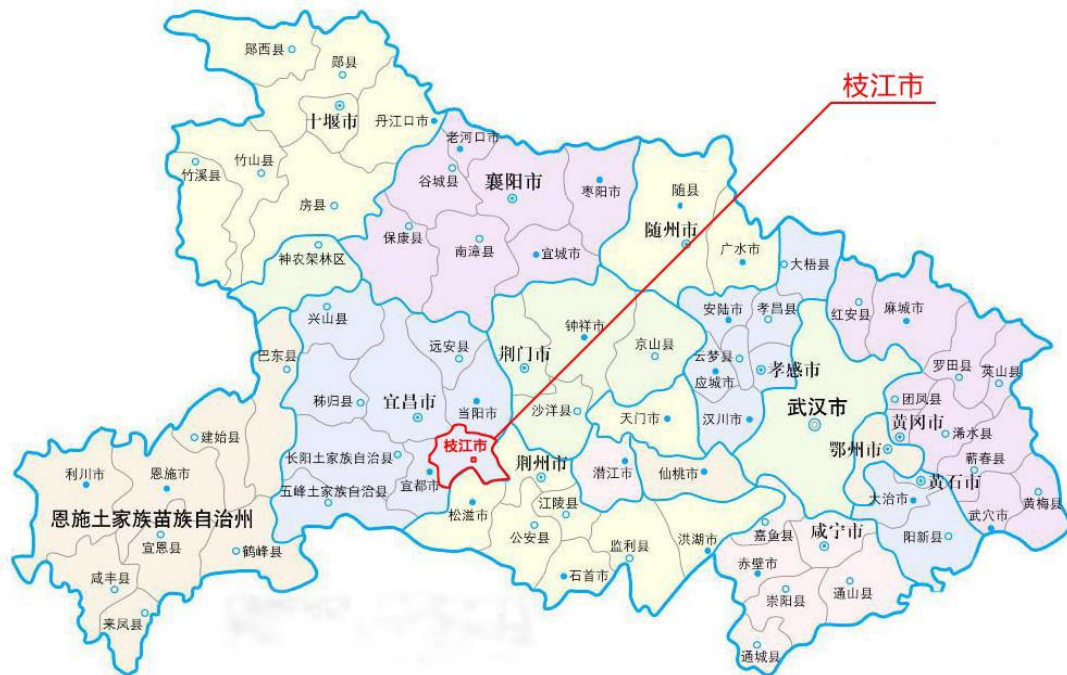 枝江市
郧西县
郧县
十堰市
丹江口市
老河口市
竹溪县
竹山县
谷城县
襄阳市
枣阳市
随县
房县
随州市
保康县
南漳县
宜城市
广水市
神农架林区
大悟县
兴山县
安陆市
孝昌县
红安县
麻城市
钟祥市
远安县
荆门市
京山县
巴东县
云梦县
孝感市
罗田县
英山县
应城市
秭归县
宜昌市
当阳市
沙洋县
天门市
汉川市
武汉市
团凤县
黄冈市
浠水县
建始县
枝江市
鄂州市
长阳土家族自治县
荆州市
潜江市
仙桃市
蕲春县
利川市
恩施市
宜都市
黄石市
五峰土家族自治县
江陵县
大治市
黄梅县
松滋市
恩施土家族苗族自治州
公安县
嘉鱼县
咸宁市
武穴市
宣恩县
鹤峰县
监利县
洪湖市
阳新县
赤壁市
咸丰县
石首市
崇阳县
通山县
来凤县
通城县